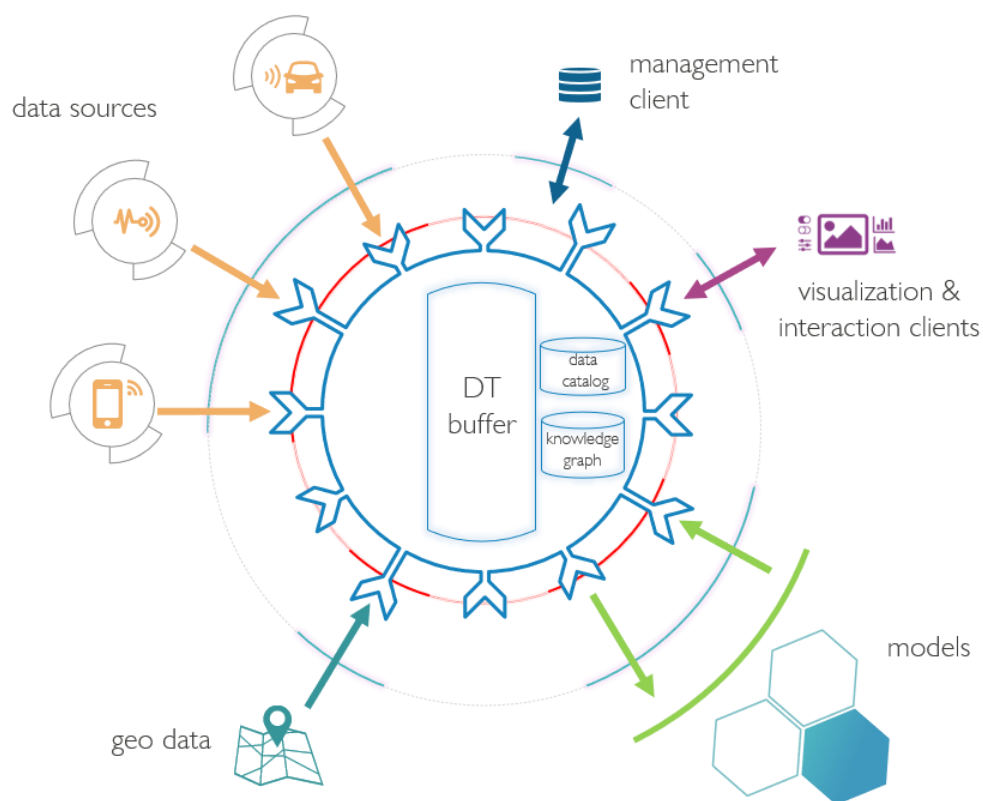 management
client
data sources
visualization &
interaction clients
data
catalog
DT
buffer
knowledge
graph
models
geo data